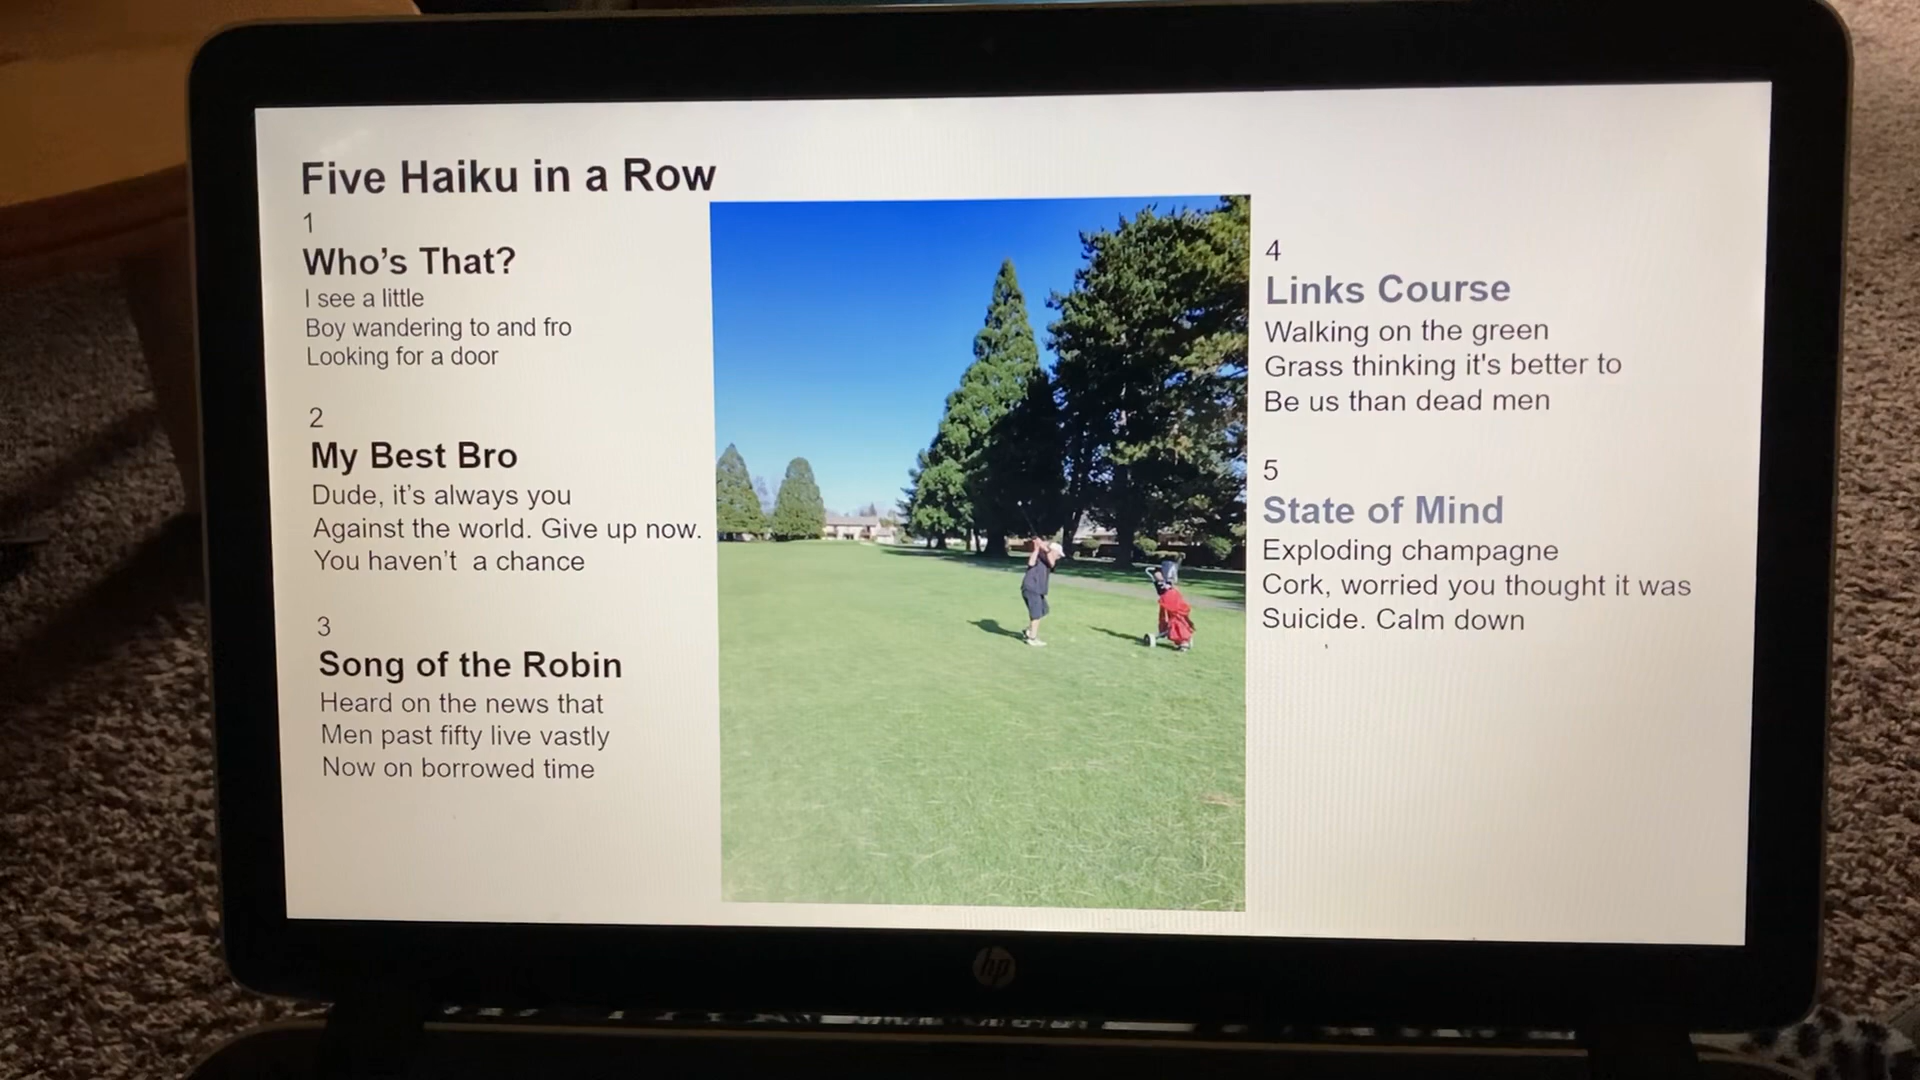 Five Haiku in a Row
1
Who's That?
I see a little
Boy wandering to and fro
Looking for a door
2
My Best Bro
Dude, it's always you
Against the world. Give up now.
You haven't  a chance
3
Song of the Robin
Heard on the news that
Men past fifty live vastly
Now on borrowed time
4
Links Course
Walking on the green
Grass thinking it's better to
Be us than dead men
5
State of Mind
Exploding champagne
Cork, worried you thought it was
Suicide. Calm down
hp